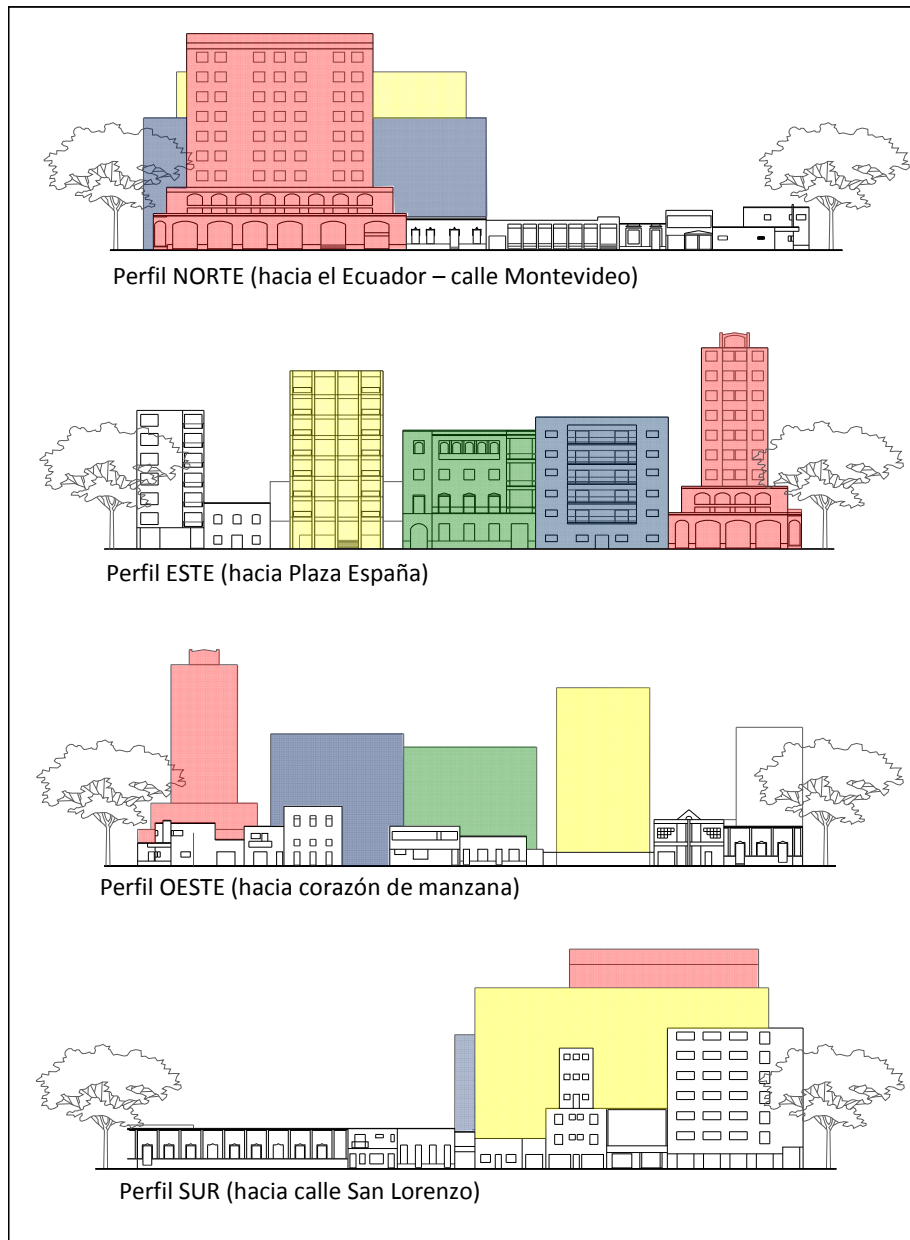 Perfil NORTE (hacia el Ecuador – calle Montevideo)
Perfil ESTE (hacia Plaza España)
Perfil OESTE (hacia corazón de manzana)
Perfil SUR (hacia calle San Lorenzo)